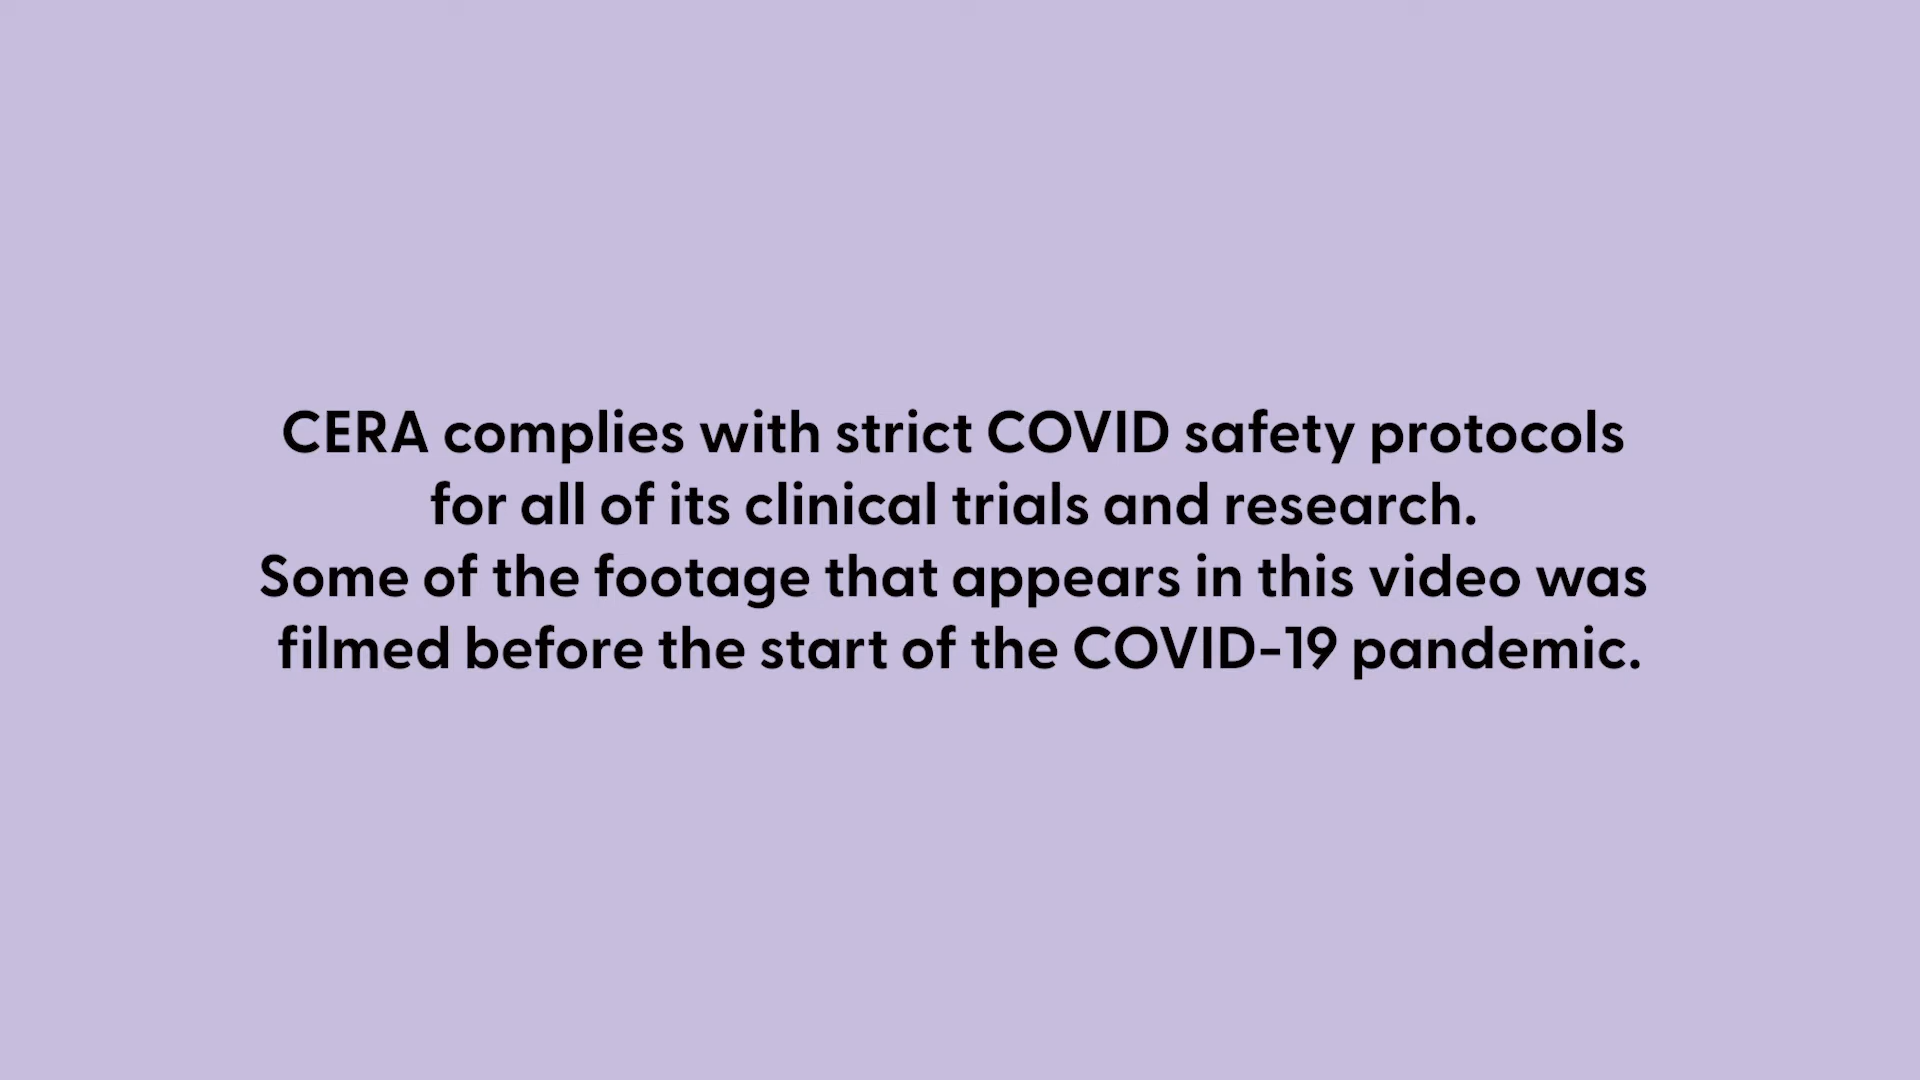 CERA complies with strict COVID safety protocols
for all of its clinical trials and research.
Some of the footage that appears in this video was
filmed before the start of the COVID-19 pandemic.